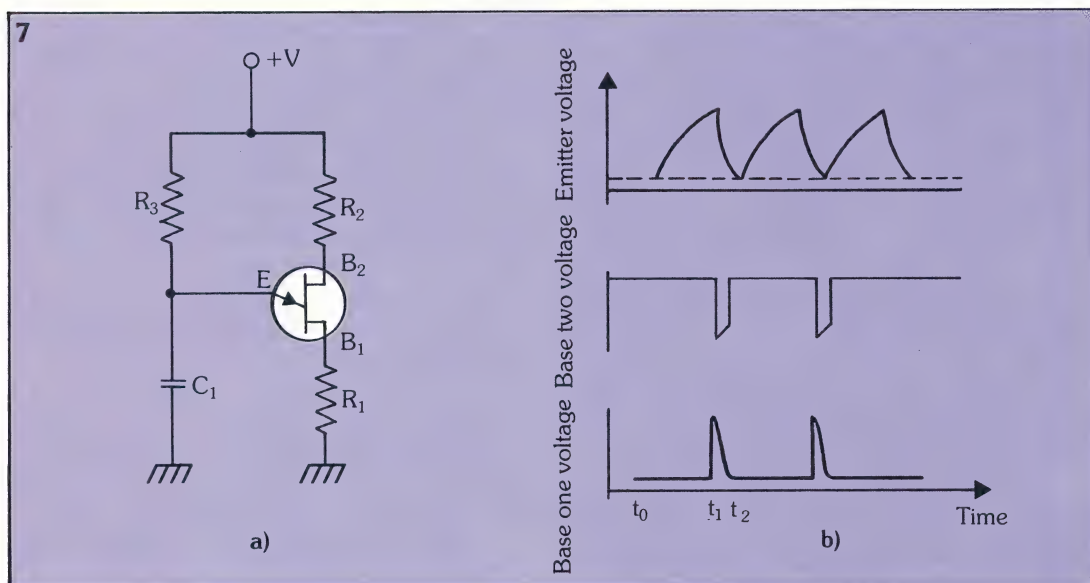 7
+V
R₃
R₂
E
B₂
B₁
C₁
R₁
a)
Emitter voltage
Base two voltage
Base one voltage
t₀
t₁ t₂
Time
b)